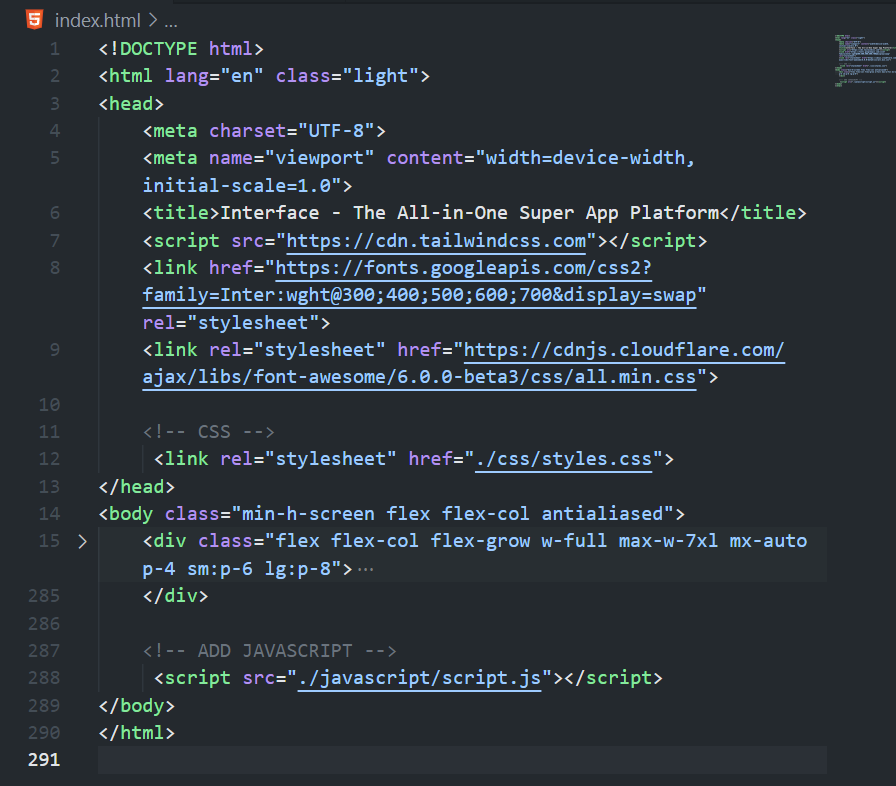 index.html > ...
1 <!DOCTYPE html>
2 <html lang="en" class="light">
3 <head>
4 <meta charset="UTF-8">
5 <meta name="viewport" content="width=device-width,
initial-scale=1.0">
6 <title>Interface - The All-in-One Super App Platform</title>
7 <script src="https://cdn.tailwindcss.com"></script>
8 <link href="https://fonts.googleapis.com/css2?
family=Inter:wght@300;400;500;600;700&display=swap"
rel="stylesheet">
9 <link rel="stylesheet" href="https://cdnjs.cloudflare.com/
ajax/libs/font-awesome/6.0.0-beta3/css/all.min.css">
10
11 <!-- CSS -->
12 <link rel="stylesheet" href="./css/styles.css">
13 </head>
14 <body class="min-h-screen flex flex-col antialiased">
15 <div class="flex flex-col flex-grow w-full max-w-7xl mx-auto
p-4 sm:p-6 lg:p-8">...
285 </div>
286
287 <!-- ADD JAVASCRIPT -->
288 <script src="./javascript/script.js"></script>
289 </body>
290 </html>
291